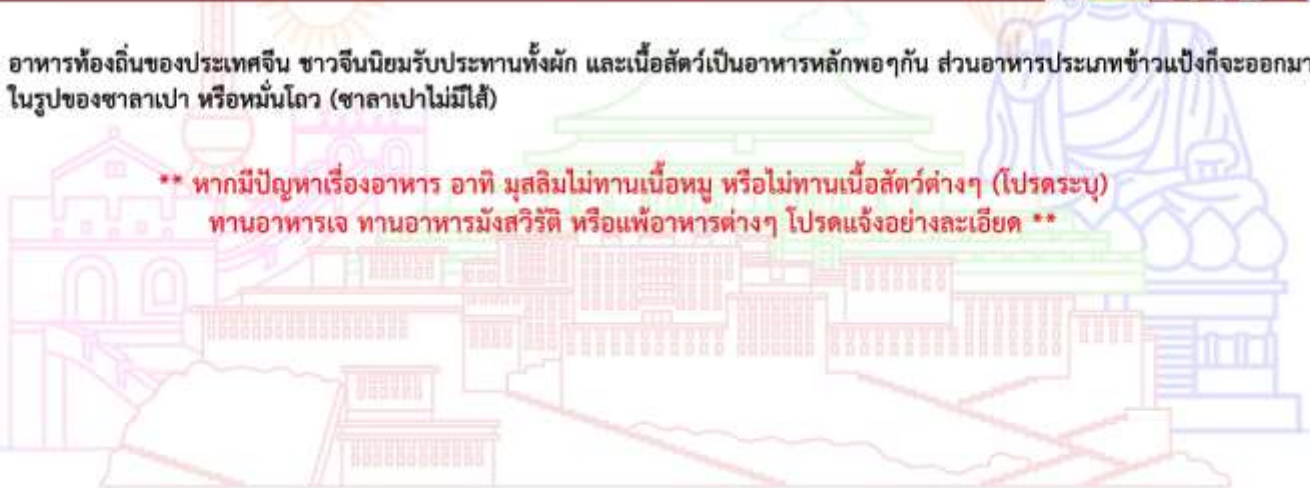 อาหารท้องถิ่นของประเทศจีน ชาวจีนนิยมรับประทานทั้งผัก และเนื้อสัตว์เป็นอาหารหลักพอๆกัน ส่วนอาหารประเภทข้าวแป้งก็จะออกมา
ในรูปของซาลาเปา หรือหมั่นโถว (ซาลาเปาไม่มีไส้)
** หากมีปัญหาเรื่องอาหาร อาทิ มุสลิมไม่ทานเนื้อหมู หรือไม่ทานเนื้อสัตว์ต่างๆ (โปรดระบุ)
ทานอาหารเจ ทานอาหารมังสวิรัติ หรือแพ้อาหารต่างๆ โปรดแจ้งอย่างละเอียด **